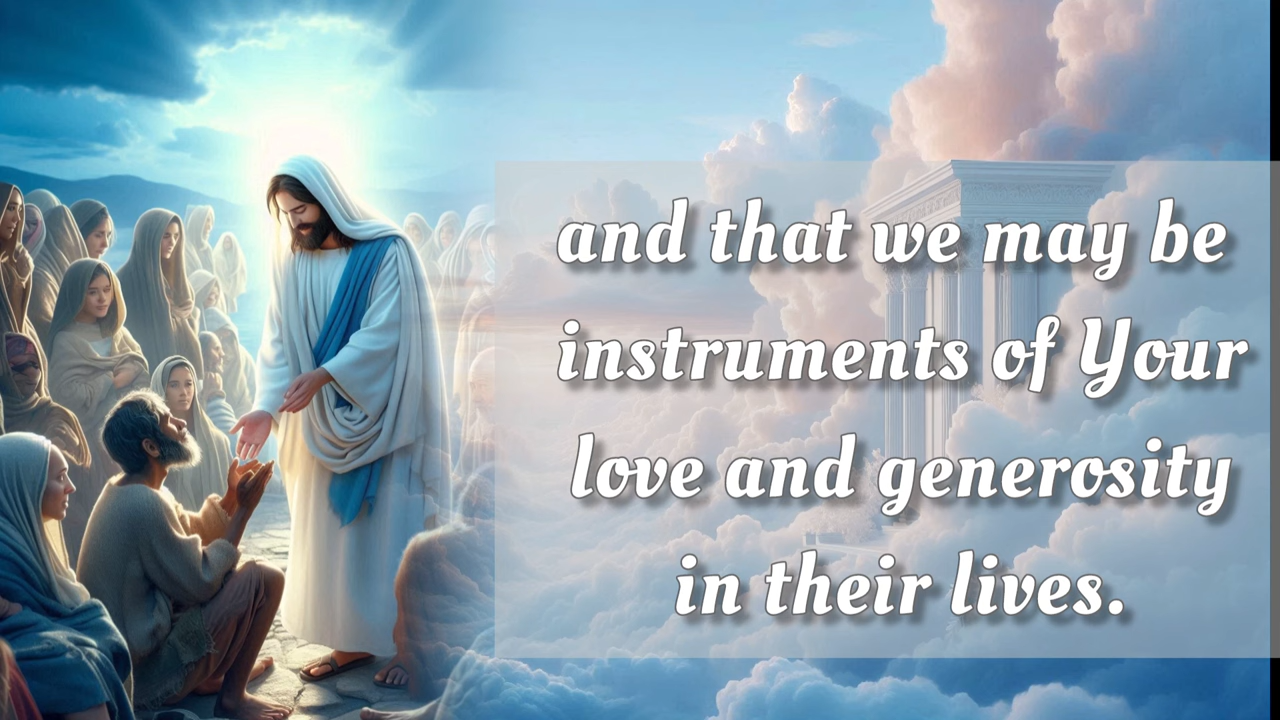 and that we may be
instruments of Your
love and generosity
in their lives.